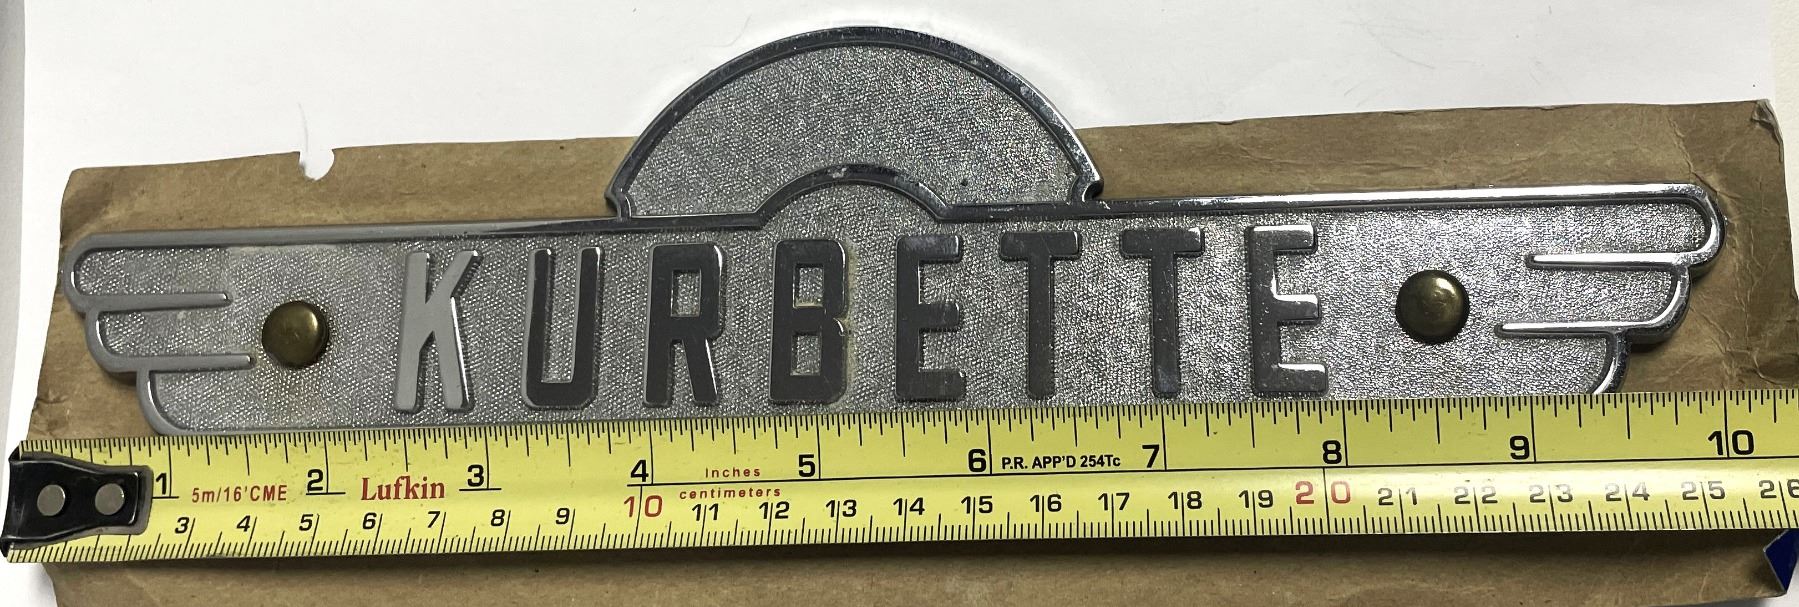 KURBETTE
1 2 3 4 5 6 7 8 9 10
5m/16'CME Lufkin Inches P.R. APP'D 254Tc
centimeters
3 4 5 6 7 8 9 10 11 12 13 14 15 16 17 18 19 20 21 22 23 24 25 26